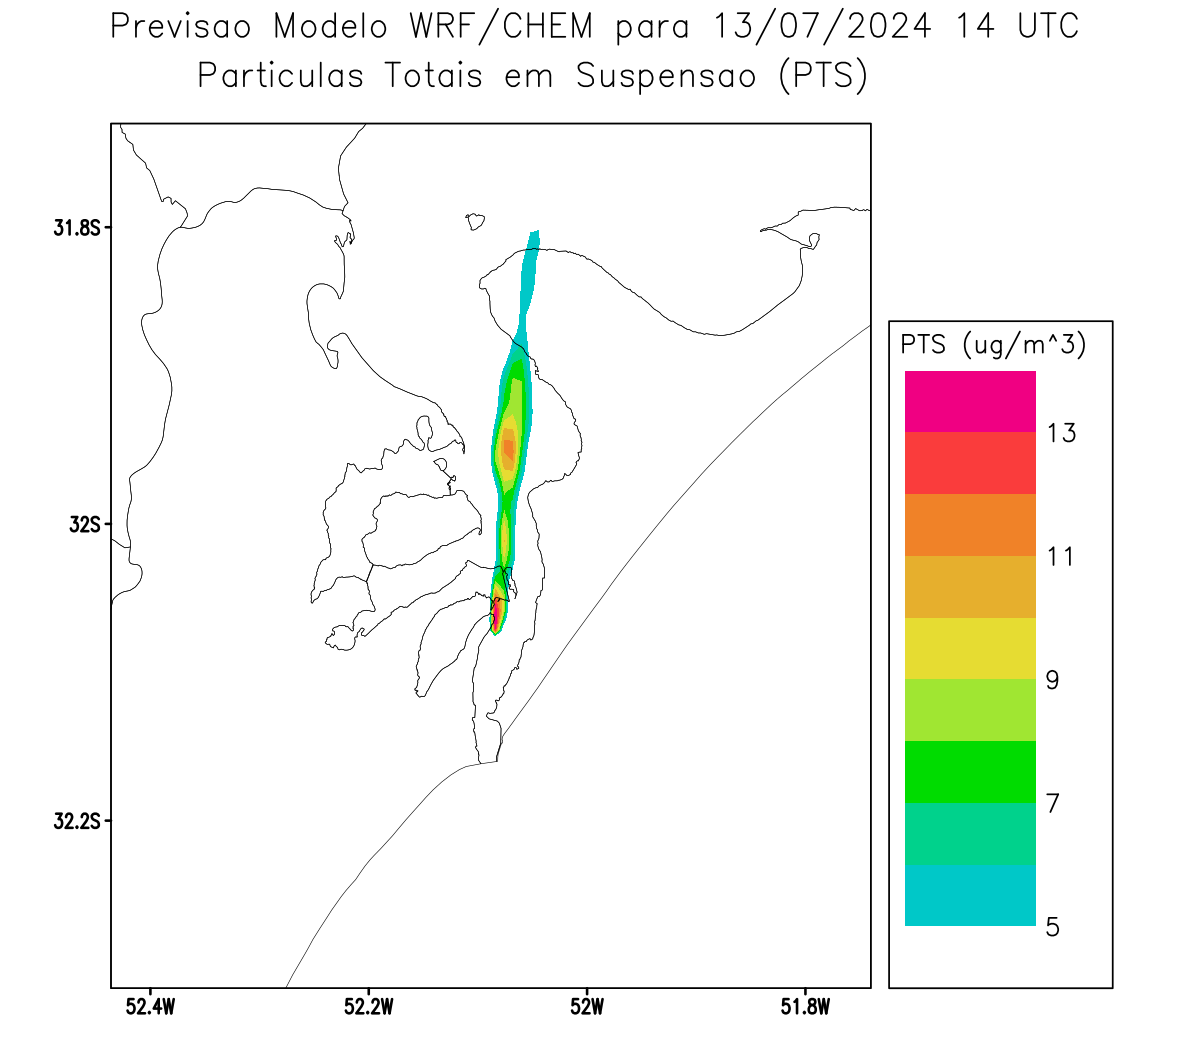 Previsao Modelo WRF/CHEM para 13/07/2024 14 UTC
Particulas Totais em Suspensao (PTS)
31.8S
32S
32.2S
52.4W
52.2W
52W
51.8W
PTS (ug/m^3)
13
11
9
7
5